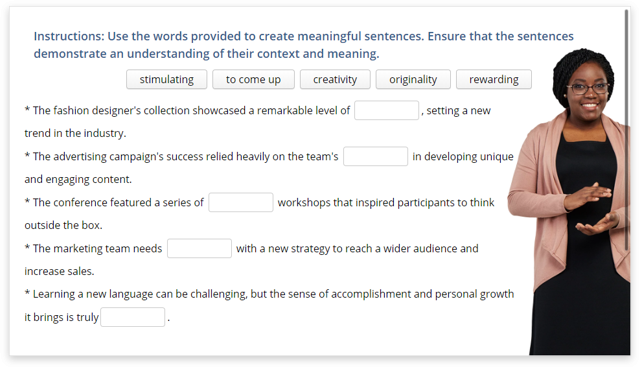 Instructions: Use the words provided to create meaningful sentences. Ensure that the sentences
demonstrate an understanding of their context and meaning.
stimulating to come up creativity originality rewarding
* The fashion designer's collection showcased a remarkable level of , setting a new
trend in the industry.
* The advertising campaign's success relied heavily on the team's in developing unique
and engaging content.
* The conference featured a series of workshops that inspired participants to think
outside the box.
* The marketing team needs with a new strategy to reach a wider audience and
increase sales.
* Learning a new language can be challenging, but the sense of accomplishment and personal growth
it brings is truly .